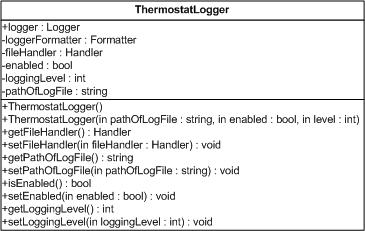 ThermostatLogger
+logger : Logger
-loggerFormatter : Formatter
-fileHandler : Handler
-enabled : bool
-loggingLevel : int
-pathOfLogFile : string
+ThermostatLogger()
+ThermostatLogger(in pathOfLogFile : string, in enabled : bool, in level : int)
+getFileHandler() : Handler
+setFileHandler(in fileHandler : Handler) : void
+getPathOfLogFile() : string
+setPathOfLogFile(in pathOfLogFile : string) : void
+isEnabled() : bool
+setEnabled(in enabled : bool) : void
+getLoggingLevel() : int
+setLoggingLevel(in loggingLevel : int) : void